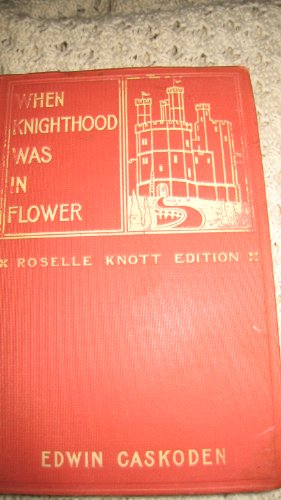 WHEN
KNIGHTHOOD
WAS
IN
FLOWER
ROSELLE KNOTT EDITION
EDWIN CASKODEN